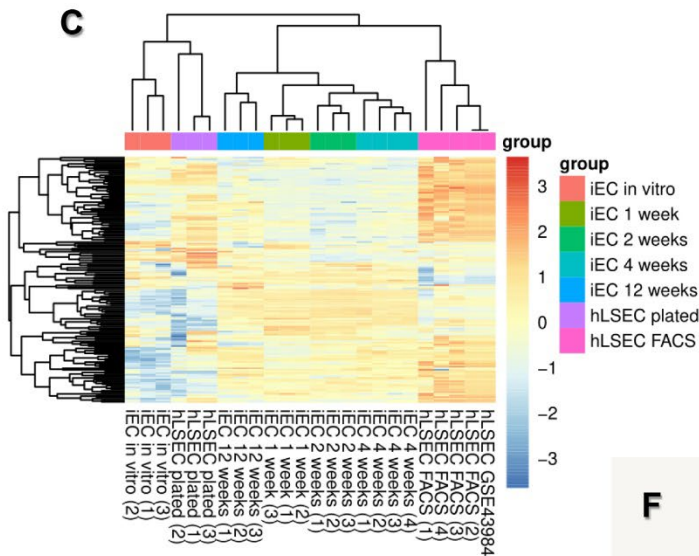 C
group
3
2
1
0
−1
−2
−3
group
iEC in vitro
iEC 1 week
iEC 2 weeks
iEC 4 weeks
iEC 12 weeks
hLSEC plated
hLSEC FACS
iEC in vitro (2)
iEC in vitro (1)
iEC in vitro (3)
hLSEC plated (2)
hLSEC plated (1)
hLSEC plated (3)
iEC 12 weeks (1)
iEC 12 weeks (2)
iEC 12 weeks (3)
iEC 1 week (3)
iEC 1 week (1)
iEC 1 week (2)
iEC 2 weeks (1)
iEC 2 weeks (2)
iEC 2 weeks (3)
iEC 4 weeks (1)
iEC 4 weeks (2)
iEC 4 weeks (3)
iEC 4 weeks (4)
hLSEC FACS (1)
hLSEC FACS (4)
hLSEC FACS (3)
hLSEC FACS (2)
hLSEC GSE43984
F